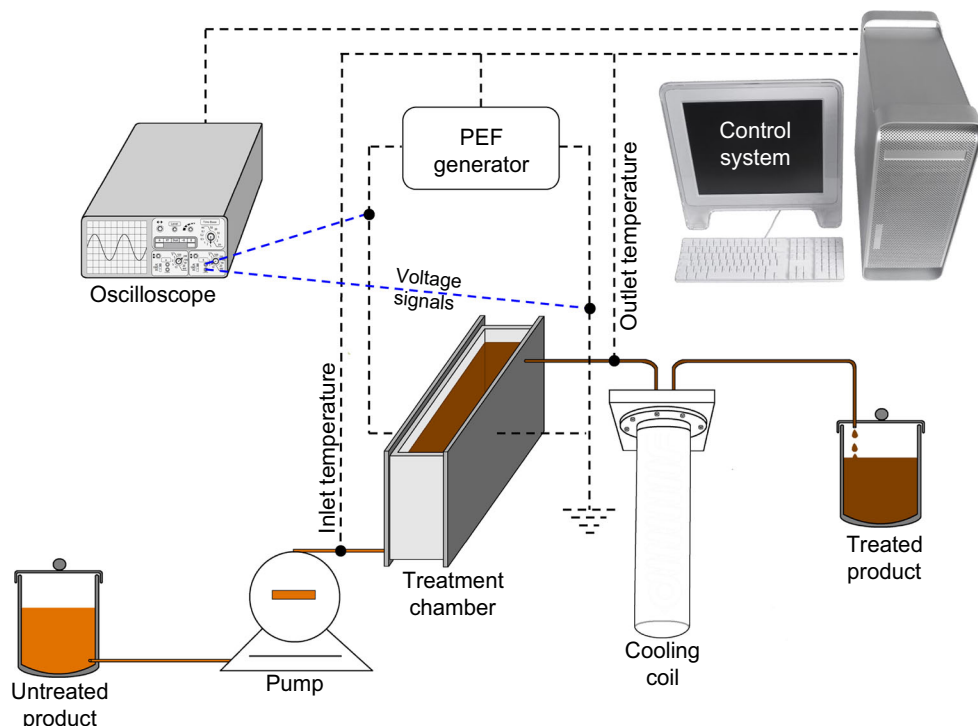 PEF
generator
Control
system
Oscilloscope
Voltage
signals
Outlet temperature
Inlet temperature
Treatment
chamber
Treated
product
Cooling
coil
Pump
Untreated
product